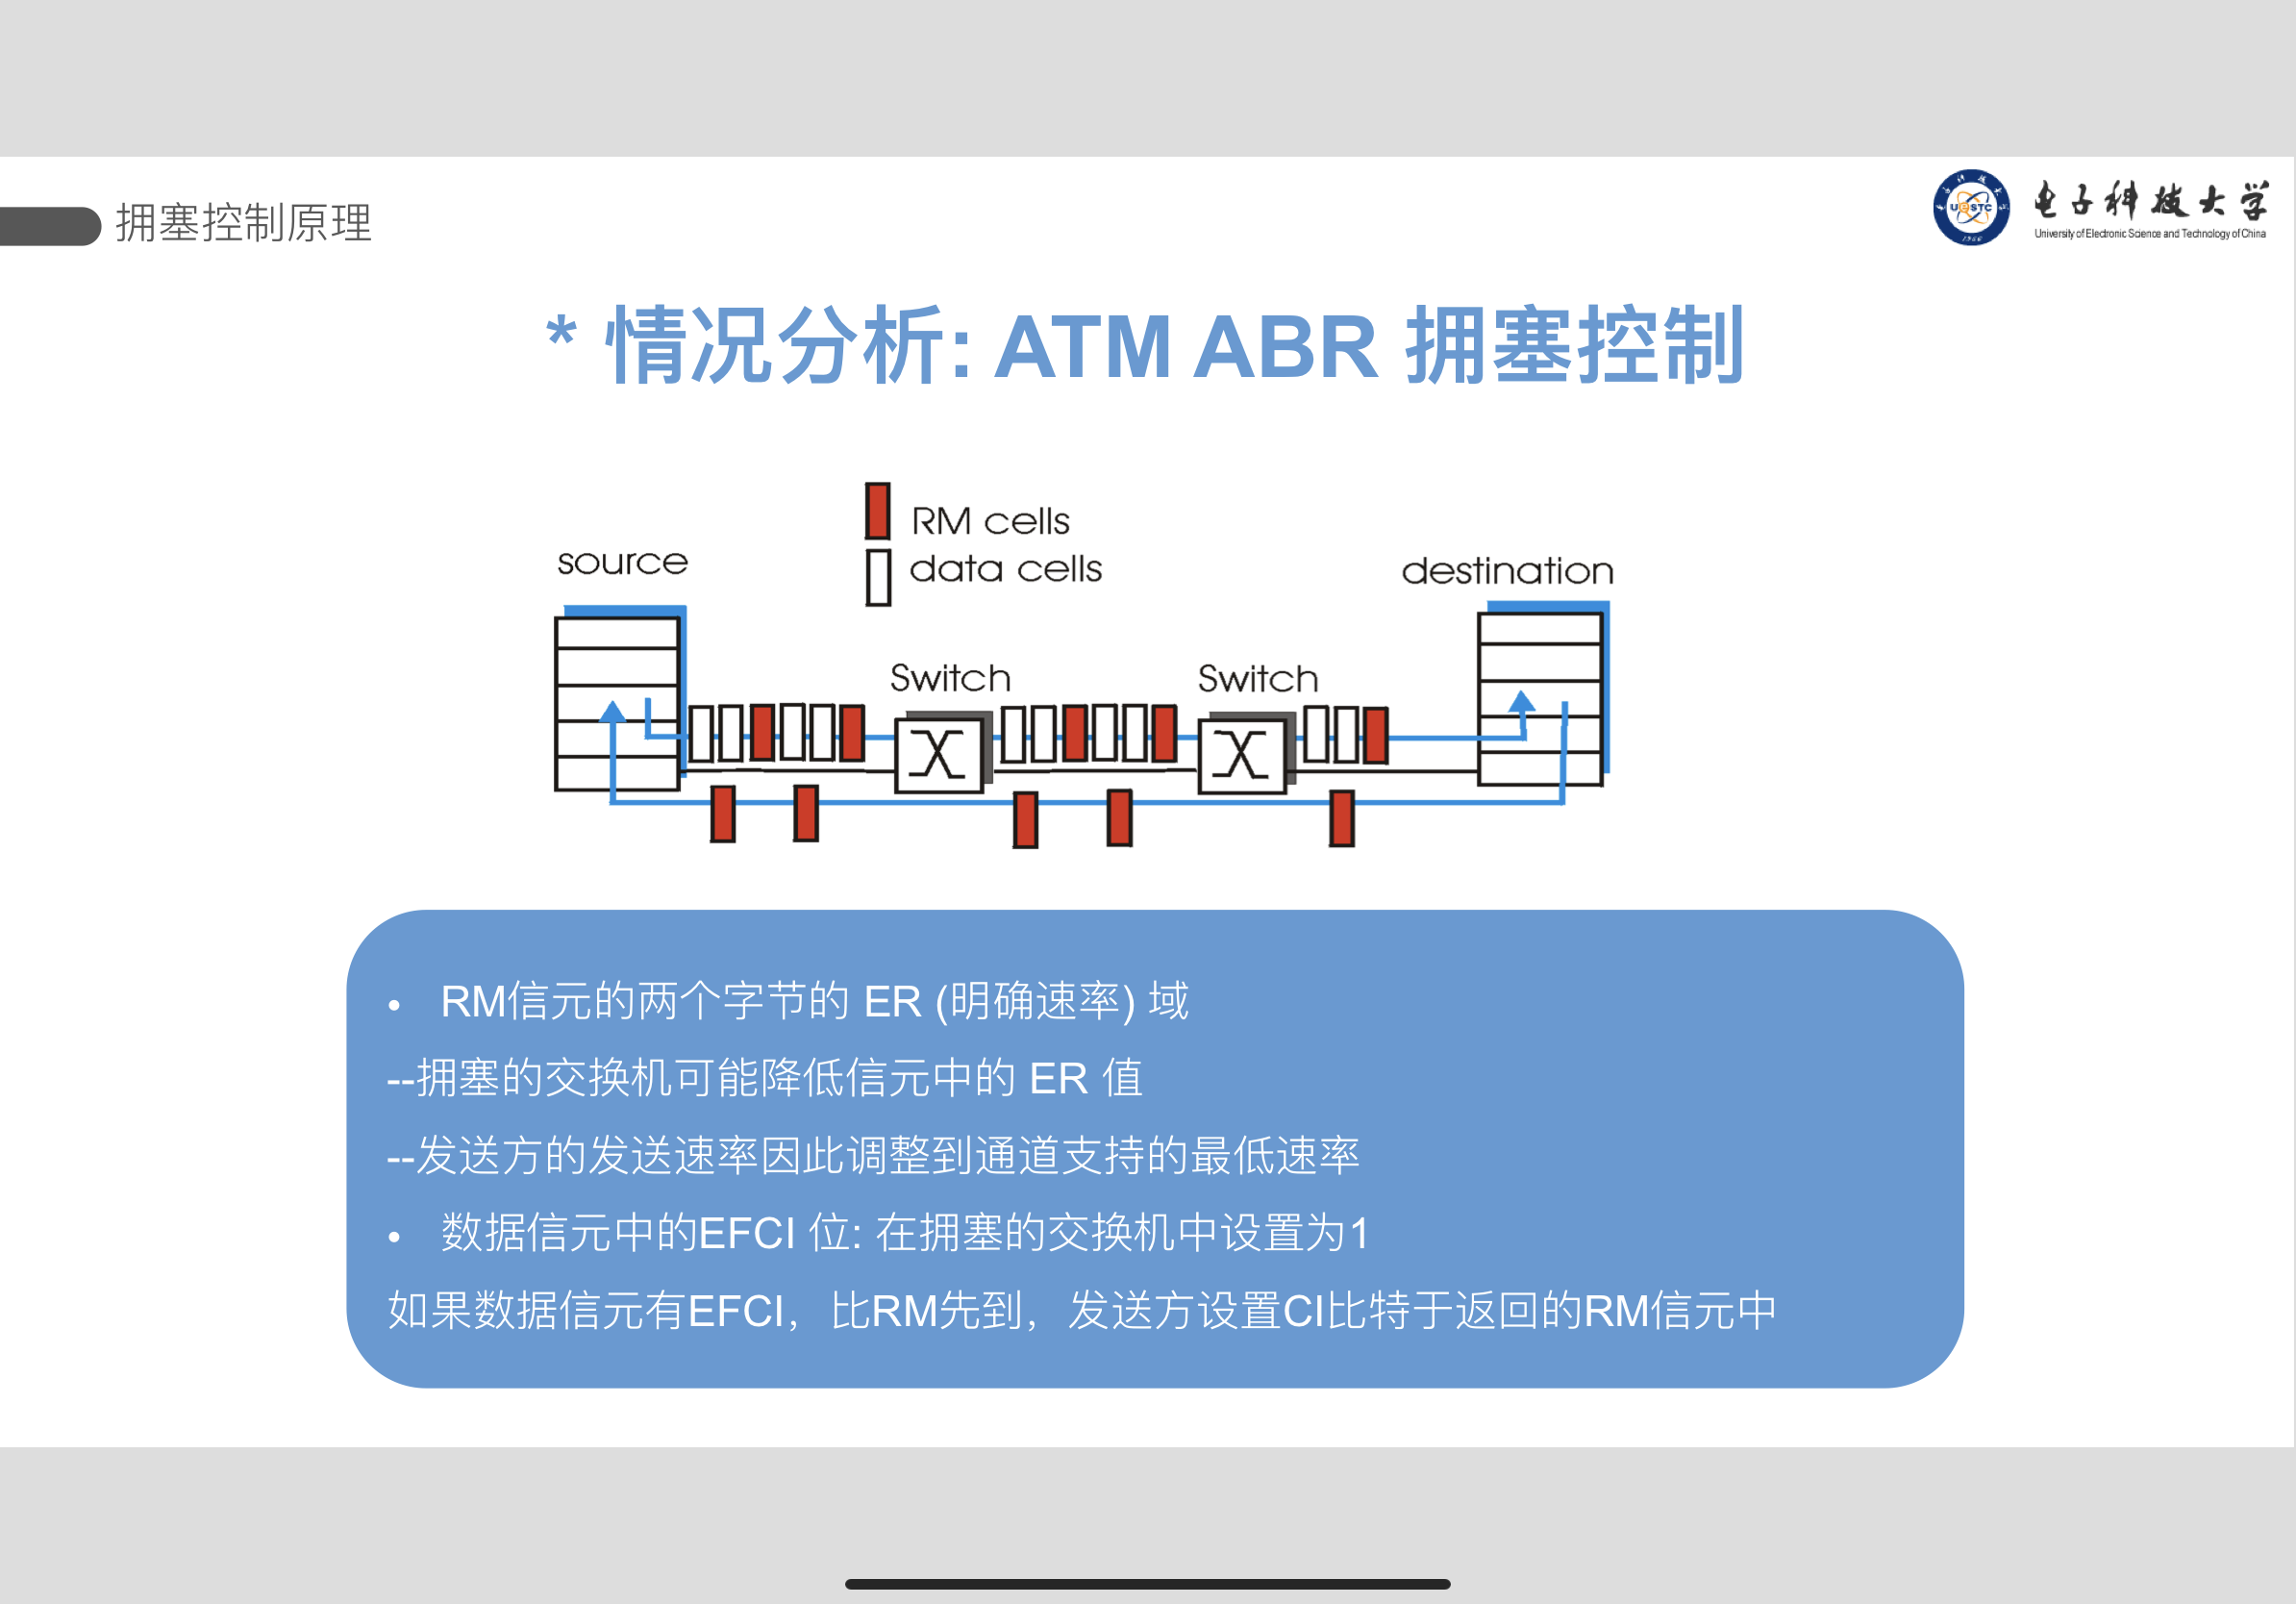 拥塞控制原理
电子科技大学
University of Electronic Science and Technology of China
* 情况分析: ATM ABR 拥塞控制
RM cells
data cells
source
destination
Switch
Switch
• RM信元的两个字节的 ER (明确速率) 域
--拥塞的交换机可能降低信元中的 ER 值
--发送方的发送速率因此调整到通道支持的最低速率
• 数据信元中的EFCI 位: 在拥塞的交换机中设置为1
如果数据信元有EFCI，比RM先到，发送方设置CI比特于返回的RM信元中
UESTC
1956